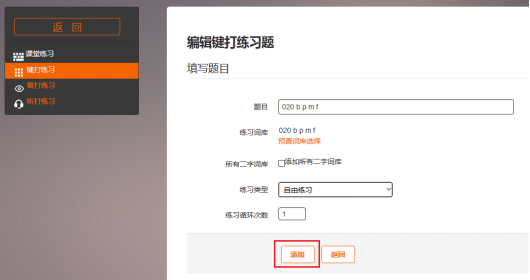 返 回
课堂练习
键打练习
看打练习
听打练习
编辑键打练习题
填写题目
题目 020 b p m f
练习词库 020 b p m f
预置词库选择
所有二字词库 添加所有二字词库
练习类型 自由练习
练习循环次数 1
添加 返回